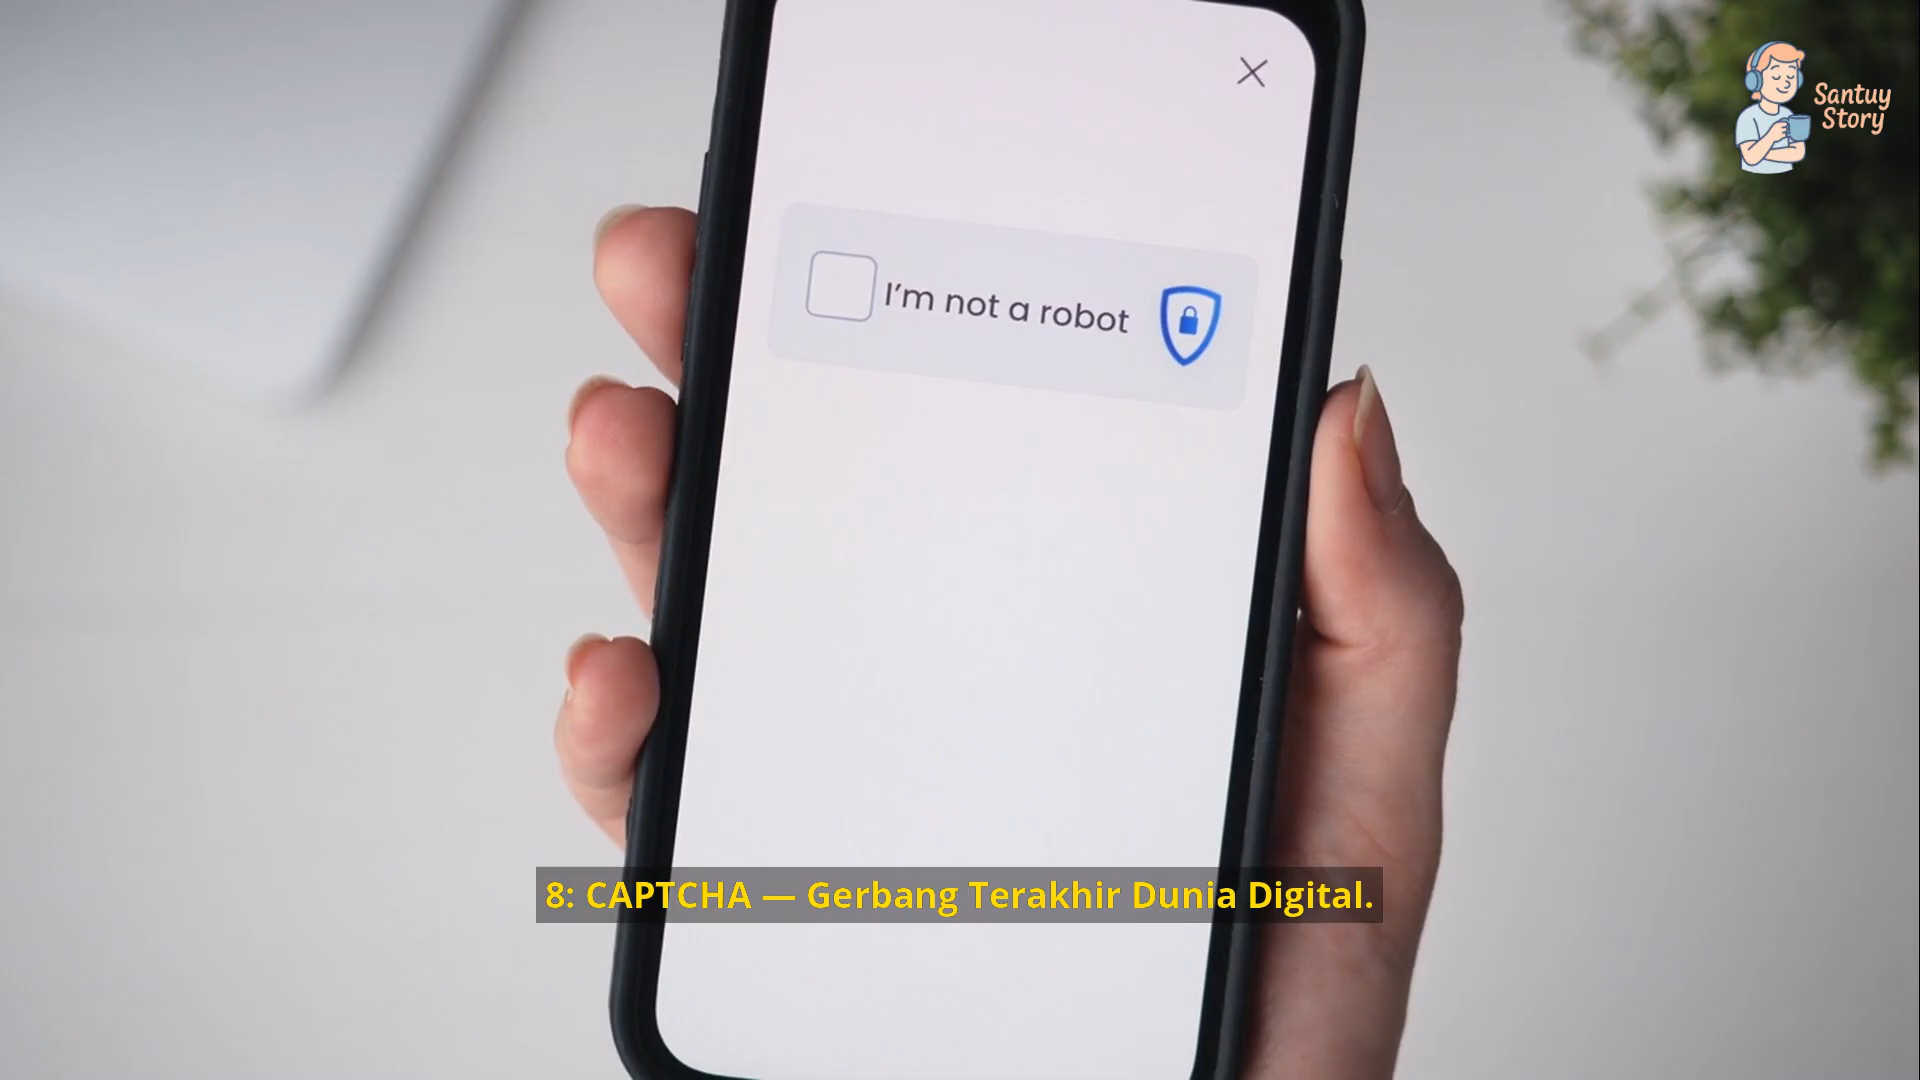 Santuy
Story
I'm not a robot
8: CAPTCHA — Gerbang Terakhir Dunia Digital.